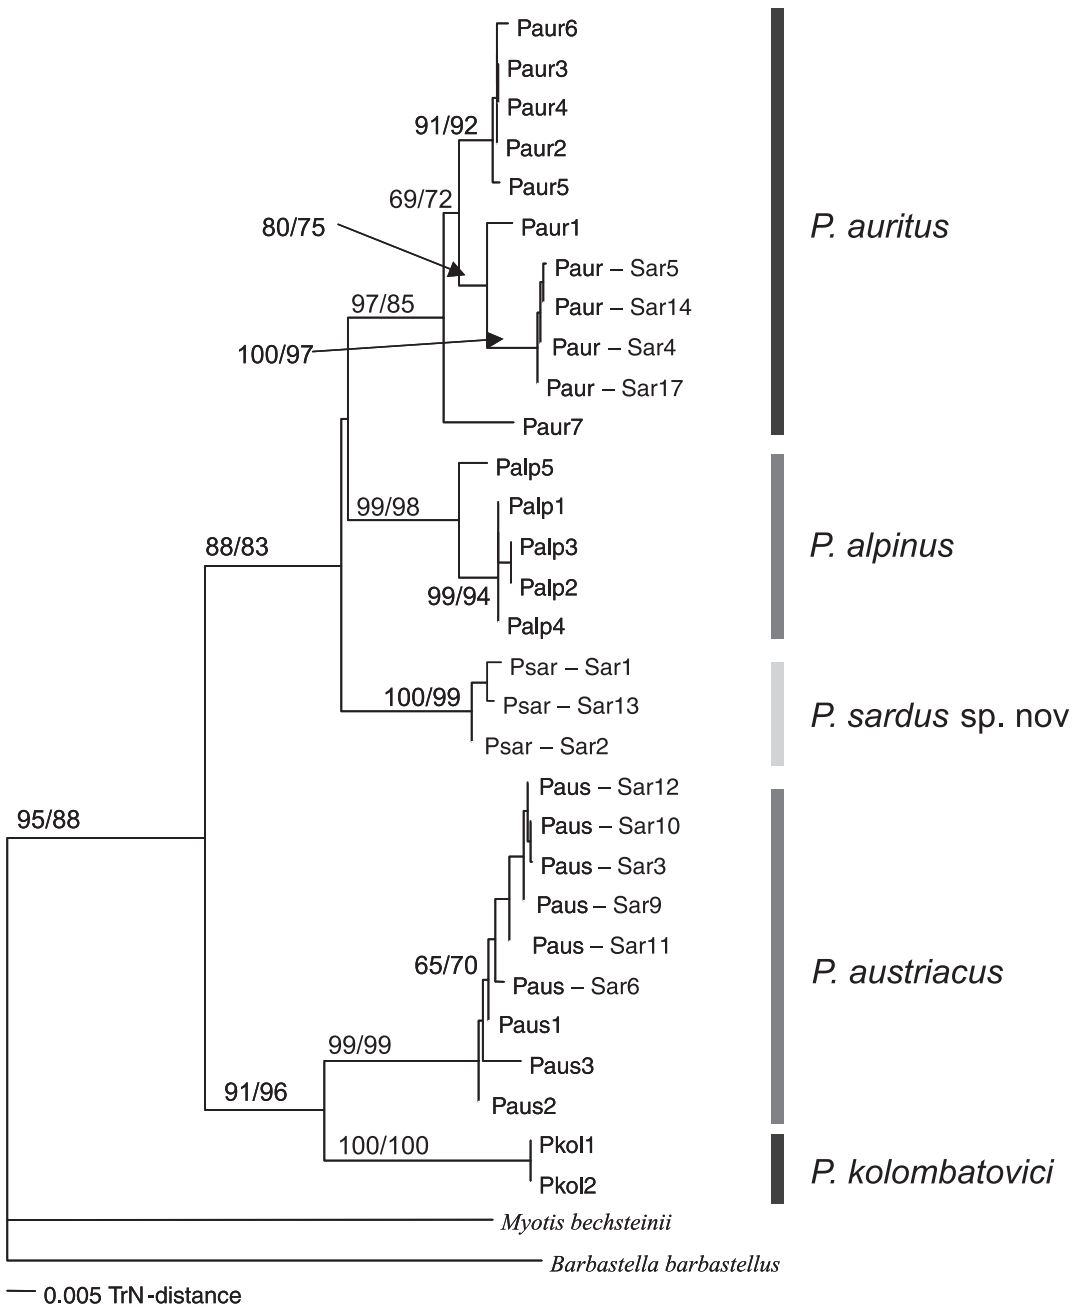 Paur6
Paur3
Paur4
91/92
Paur2
Paur5
69/72
80/75
Paur1
P. auritus
Paur – Sar5
97/85
Paur – Sar14
100/97
Paur – Sar4
Paur – Sar17
Paur7
Palp5
99/98
Palp1
88/83
Palp3
P. alpinus
99/94
Palp2
Palp4
Psar – Sar1
100/99
Psar – Sar13
P. sardus sp. nov
Psar – Sar2
Paus – Sar12
95/88
Paus – Sar10
Paus – Sar3
Paus – Sar9
Paus – Sar11
65/70
P. austriacus
Paus – Sar6
Paus1
99/99
Paus3
91/96
Paus2
100/100
Pkol1
P. kolombatovici
Pkol2
Myotis bechsteinii
Barbastella barbastellus
0.005 TrN-distance